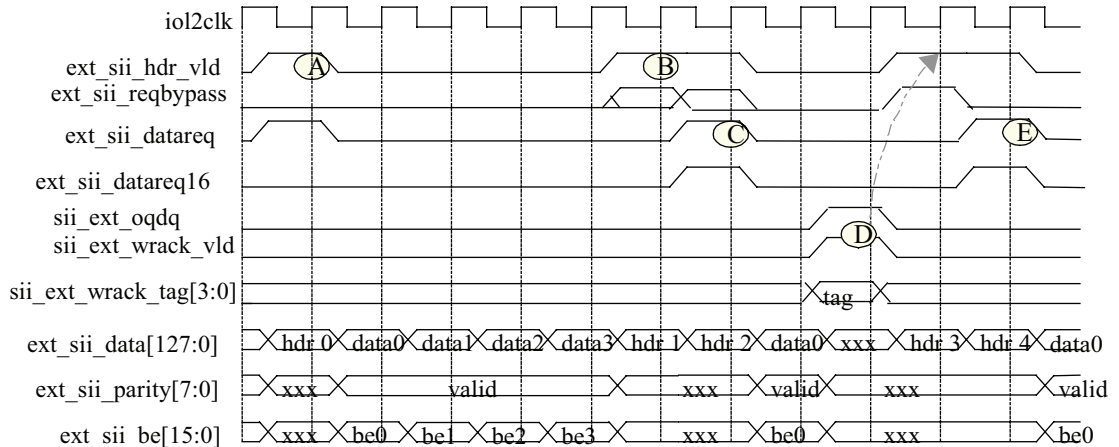 iol2clk
ext_sii_hdr_vld A B
ext_sii_reqbypass
ext_sii_datareq C E
ext_sii_datareq16
sii_ext_oqdq
sii_ext_wrack_vld D
sii_ext_wrack_tag[3:0] tag
ext_sii_data[127:0] hdr 0 data0 data1 data2 data3 hdr 1 hdr 2 data0 xxx hdr 3 hdr 4 data0
ext_sii_parity[7:0] xxx valid xxx valid xxx valid
ext_sii_be[15:0] xxx be0 be1 be2 be3 xxx be0 xxx be0